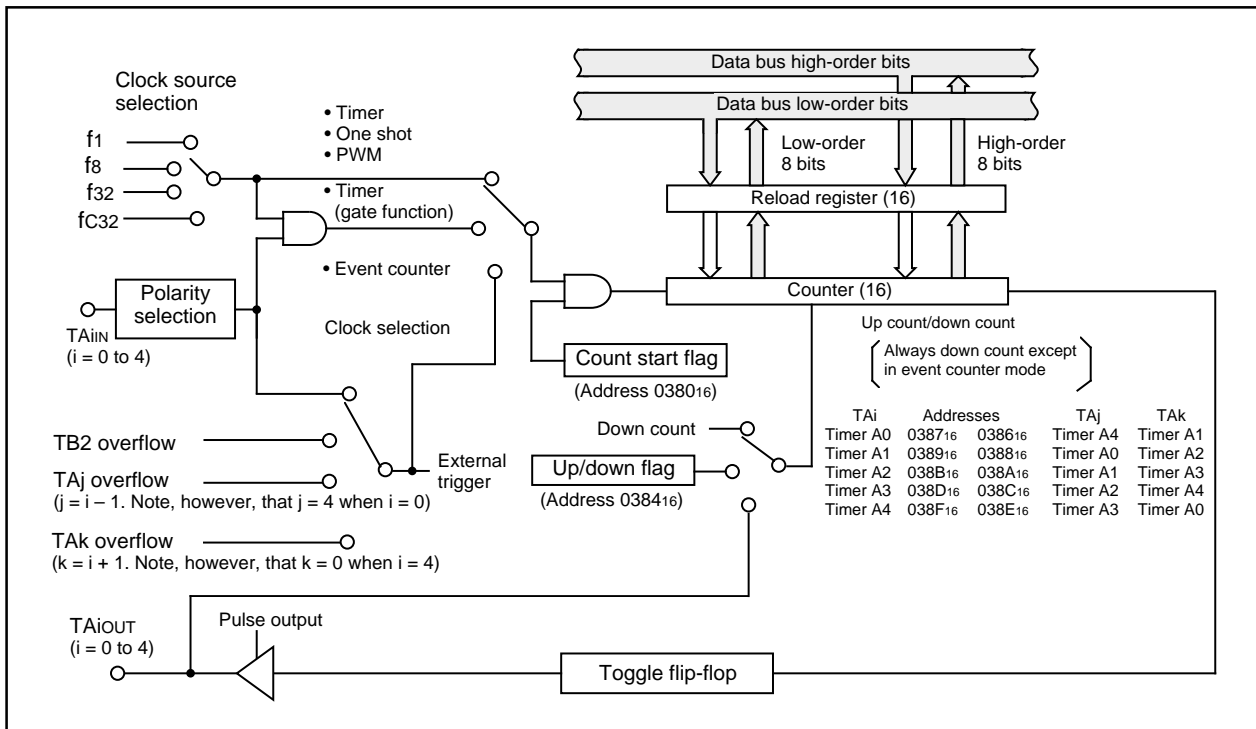 Clock source
selection
f1
f8
f32
fC32
• Timer
• One shot
• PWM
• Timer
(gate function)
• Event counter
Data bus high-order bits
Data bus low-order bits
Low-order
8 bits
High-order
8 bits
Reload register (16)
Counter (16)
Polarity
selection
TAiIN
(i = 0 to 4)
Clock selection
Count start flag
(Address 038016)
Up count/down count
Always down count except
in event counter mode
TB2 overflow
TAj overflow
(j = i – 1. Note, however, that j = 4 when i = 0)
TAk overflow
(k = i + 1. Note, however, that k = 0 when i = 4)
External
trigger
Down count
Up/down flag
(Address 038416)
TAi Addresses TAj TAk
Timer A0 038716 038616 Timer A4 Timer A1
Timer A1 038916 038816 Timer A0 Timer A2
Timer A2 038B16 038A16 Timer A1 Timer A3
Timer A3 038D16 038C16 Timer A2 Timer A4
Timer A4 038F16 038E16 Timer A3 Timer A0
TAiOUT
(i = 0 to 4)
Pulse output
Toggle flip-flop